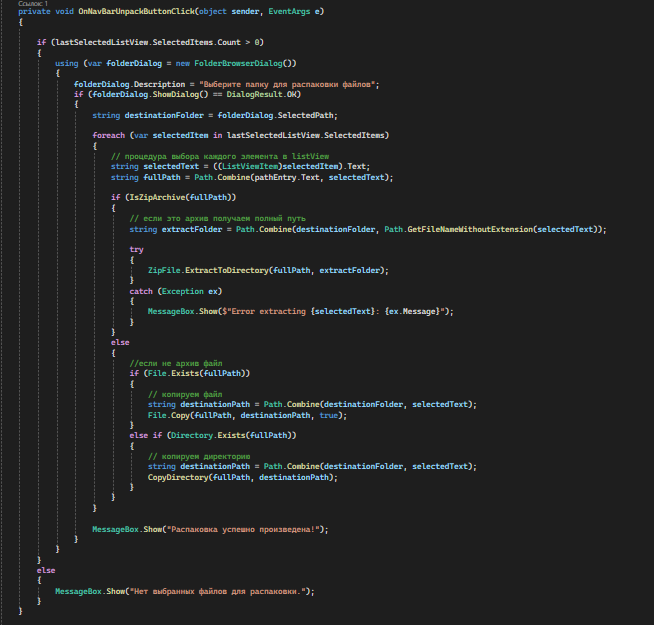 Ссылок: 1
private void OnNavBarUnpackButtonClick(object sender, EventArgs e)
{
if (lastSelectedListView.SelectedItems.Count > 0)
{
using (var folderDialog = new FolderBrowserDialog())
{
folderDialog.Description = "Выберите папку для распаковки файлов";
if (folderDialog.ShowDialog() == DialogResult.OK)
{
string destinationFolder = folderDialog.SelectedPath;
foreach (var selectedItem in lastSelectedListView.SelectedItems)
{
// процедура выбора каждого элемента в listView
string selectedText = ((ListViewItem)selectedItem).Text;
string fullPath = Path.Combine(pathEntry.Text, selectedText);
if (IsZipArchive(fullPath))
{
// если это архив получаем полный путь
string extractFolder = Path.Combine(destinationFolder, Path.GetFileNameWithoutExtension(selectedText));
try
{
ZipFile.ExtractToDirectory(fullPath, extractFolder);
}
catch (Exception ex)
{
MessageBox.Show($"Error extracting {selectedText}: {ex.Message}");
}
}
else
{
//если не архив файл
if (File.Exists(fullPath))
{
// копируем файл
string destinationPath = Path.Combine(destinationFolder, selectedText);
File.Copy(fullPath, destinationPath, true);
}
else if (Directory.Exists(fullPath))
{
// копируем директорию
string destinationPath = Path.Combine(destinationFolder, selectedText);
CopyDirectory(fullPath, destinationPath);
}
}
}
MessageBox.Show("Распаковка успешно произведена!");
}
}
}
else
{
MessageBox.Show("Нет выбранных файлов для распаковки.");
}
}